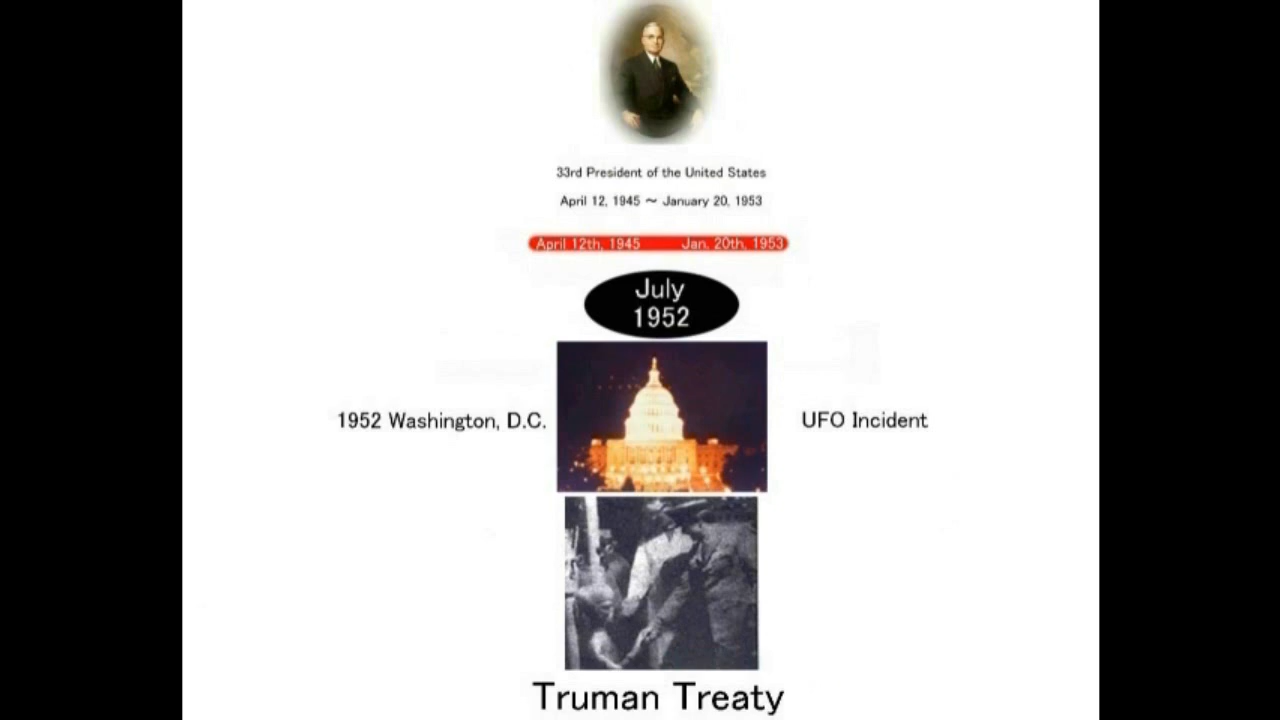 33rd President of the United States
April 12, 1945 ～ January 20, 1953
April 12th, 1945 Jan. 20th, 1953
July
1952
1952 Washington, D.C. UFO Incident
Truman Treaty